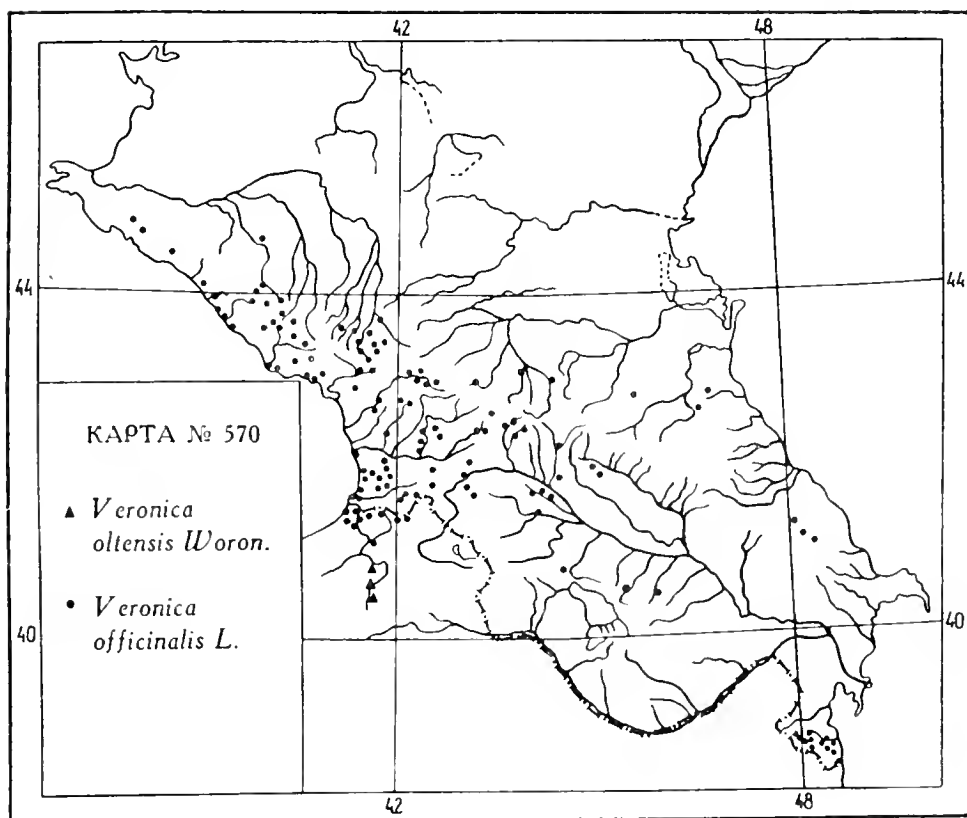 42 48
44 44
КАРТА № 570
Veronica
oltensis Woron.
Veronica
officinalis L.
40 40
42 48